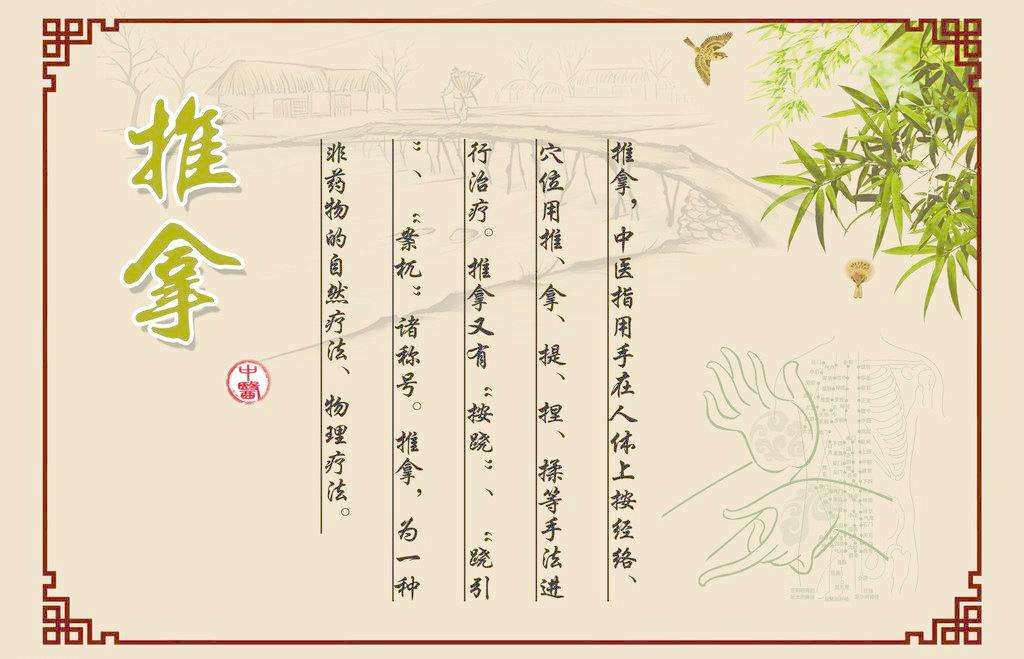 推拿
中醫
推拿，中医指用手在人体上按经络、
穴位用推、拿、提、捏、揉等手法进
行治疗。推拿又有“按跷”、“跷引
”、“案杌”诸称号。推拿，为一种
非药物的自然疗法、物理疗法。